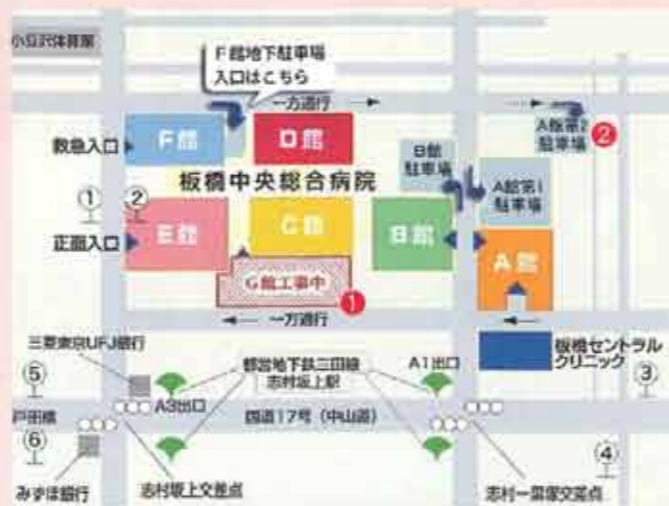 小豆沢体育館
F館地下駐車場
入口はこちら
一方通行
救急入口
F館
D館
B館
駐車場
A館第2
駐車場
2
板橋中央総合病院
A館第1
駐車場
①
②
正面入口
E館
C館
B館
A館
G館工事中
1
一方通行
三菱東京UFJ銀行
都営地下鉄三田線
志村坂上駅
A1出口
板橋セントラル
クリニック
⑤
③
A3出口
戸田橋
国道17号(中山道)
⑥
④
みずほ銀行
志村坂上交差点
志村一里塚交差点